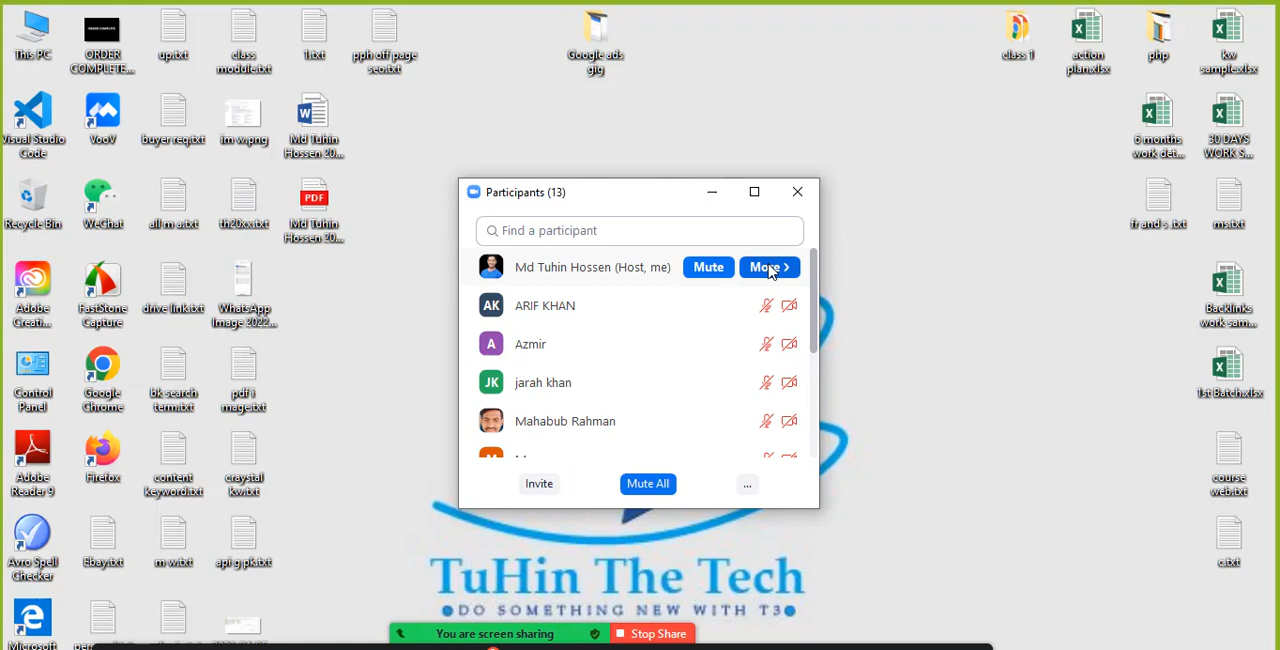 This PC
ORDER
COMPLETE...
up.txt
class
module.txt
1.txt
pph off page
seo.txt
Google ads
gig
class 1
action
plan.xlsx
php
kw
sample.xlsx
Visual Studio
Code
VooV
buyer req.txt
im w.png
Md Tuhin
Hossen 20...
6 months
work det...
30 DAYS
WORK S...
Recycle Bin
WeChat
all m a.txt
th20xx.txt
PDF
Md Tuhin
Hossen 20...
fr and s .txt
ms.txt
Participants (13)
Find a participant
Md Tuhin Hossen (Host, me)
Mute
More >
AK
ARIF KHAN
A
Azmir
JK
jarah khan
Mahabub Rahman
Invite
Mute All
...
Adobe
Creati...
FastStone
Capture
drive link.txt
WhatsApp
Image 2022...
Backlinks
work sam...
Control
Panel
Google
Chrome
bk search
term.txt
pdf i
mage.txt
1st Batch.xlsx
Adobe
Reader 9
Firefox
content
keyword.txt
craystal
kw.txt
course
web.txt
Avro Spell
Checker
Ebay.txt
m w.txt
api g pk.txt
c.txt
TuHin The Tech
DO SOMETHING NEW WITH T3
Microsoft
You are screen sharing
Stop Share